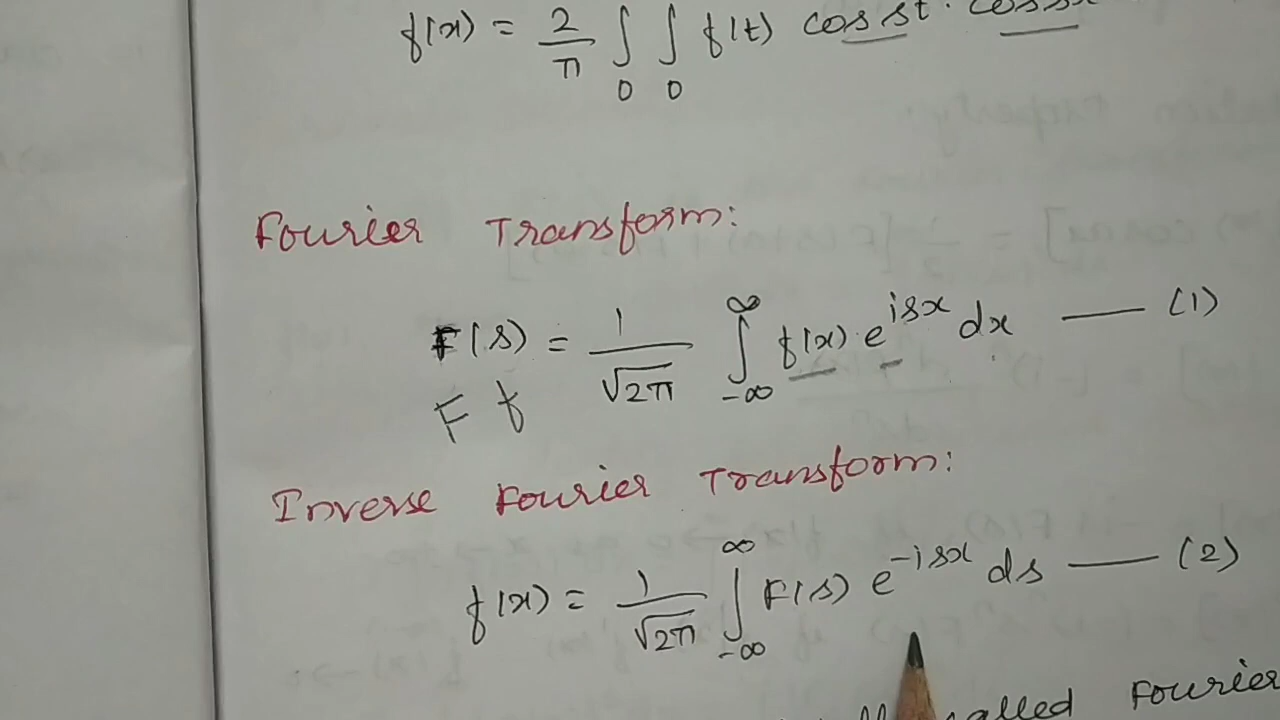 f(x) = 2/π ∫₀ ∫₀ f(t) cos st · cos sx
Fourier Transform:
F(s) = 1/√2π ∫_{-∞}^{∞} f(x) · e^{isx} dx —— (1)
F f
Inverse Fourier Transform:
f(x) = 1/√2π ∫_{-∞}^{∞} F(s) e^{-isx} ds —— (2)
called Fourier